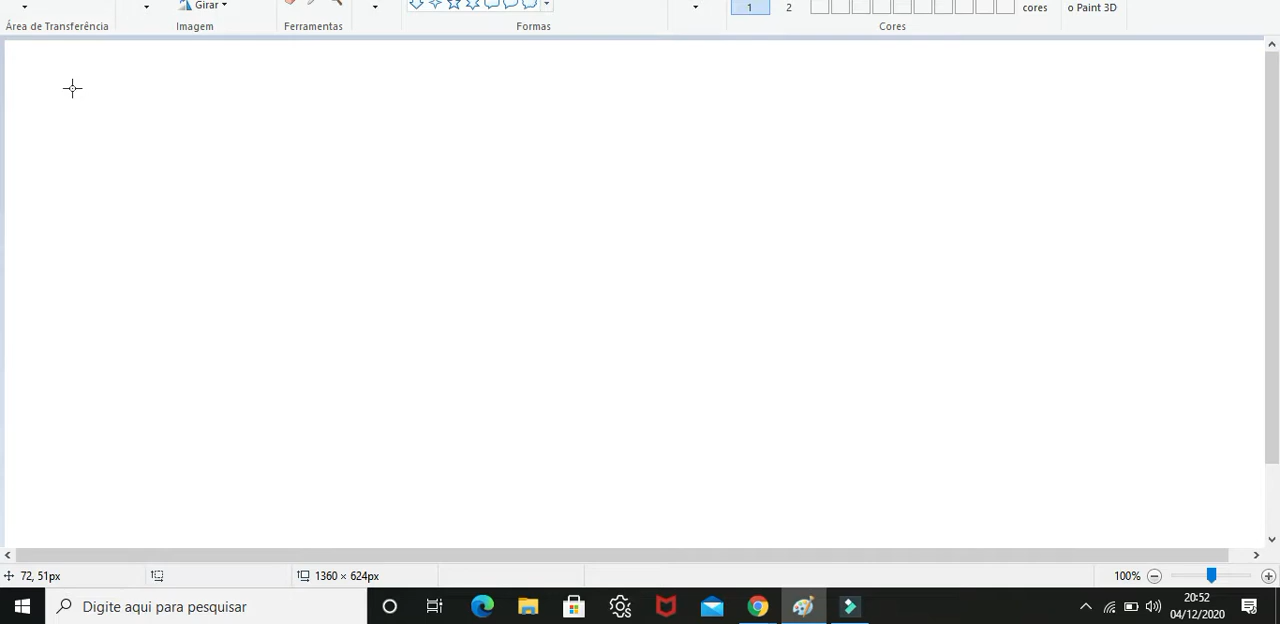 Girar
1 2 cores o Paint 3D
Área de Transferência Imagem Ferramentas Formas Cores
72, 51px 1360 × 624px 100%
Digite aqui para pesquisar 20:52
04/12/2020